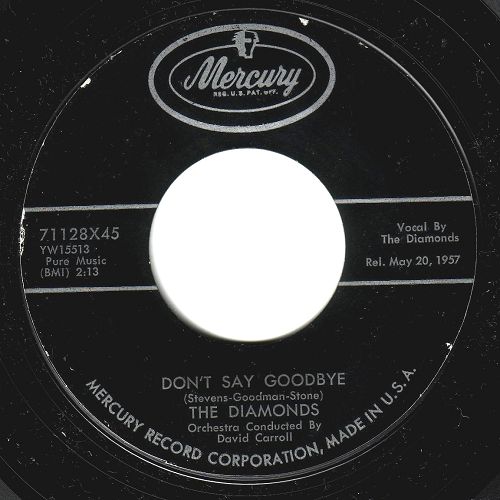 Mercury
REG. U.S. PAT. OFF.
71128X45
YW15513
Pure Music
(BMI) 2:13
Vocal By
The Diamonds
Rel. May 20, 1957
DON'T SAY GOODBYE
(Stevens-Goodman-Stone)
THE DIAMONDS
Orchestra Conducted By
David Carroll
MERCURY RECORD CORPORATION, MADE IN U.S.A.